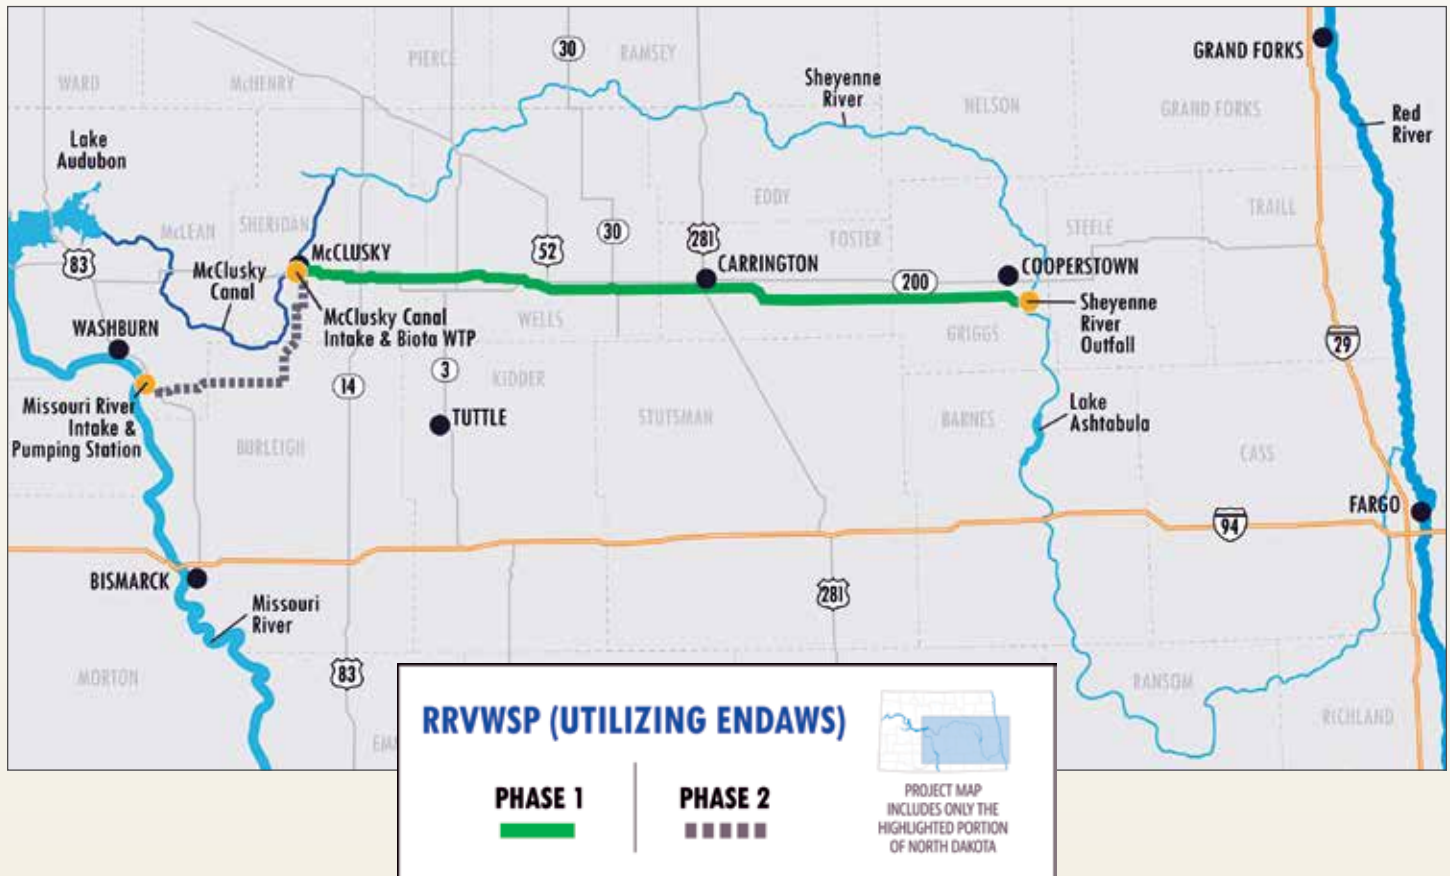 30
RAMSEY
PIERCE
GRAND FORKS
WARD
McHENRY
Sheyenne
River
NELSON
GRAND FORKS
Red
River
Lake
Audubon
EDDY
McLEAN
SHERIDAN
TRAILL
STEELE
FOSTER
30
281
52
83
McCLUSKY
McClusky
Canal
CARRINGTON
COOPERSTOWN
200
McClusky Canal
Intake & Biota WTP
WELLS
Sheyenne
River
Outfall
GRIGGS
WASHBURN
29
14
3
KIDDER
Missouri River
Intake &
Pumping Station
TUTTLE
STUTSMAN
BARNES
Lake
Ashtabula
BURLEIGH
CASS
FARGO
94
BISMARCK
281
Missouri
River
83
MORTON
RANSOM
RICHLAND
RRVWSP (UTILIZING ENDAWS)
PHASE 1
PHASE 2
PROJECT MAP
INCLUDES ONLY THE
HIGHLIGHTED PORTION
OF NORTH DAKOTA